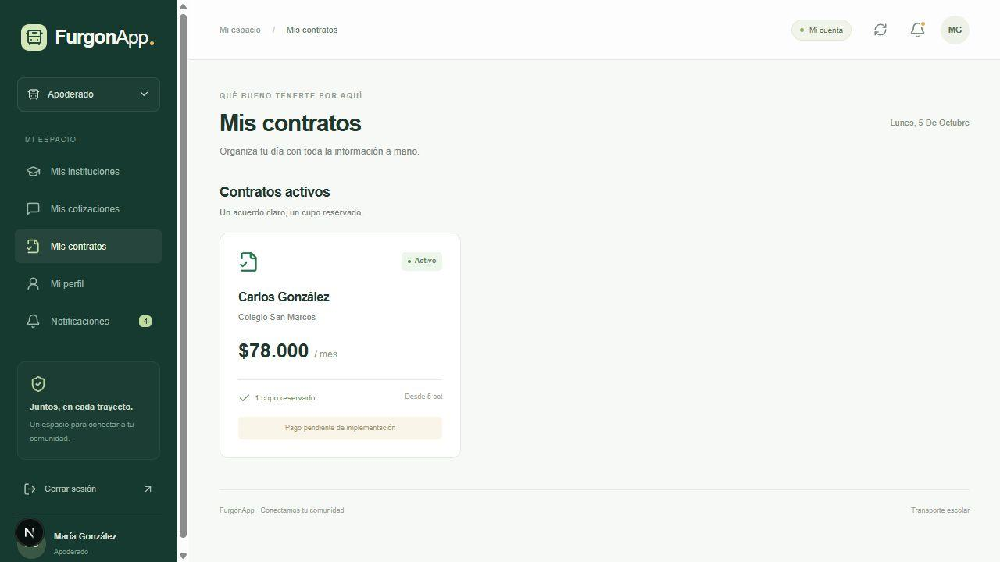 FurgonApp.
Apoderado
MI ESPACIO
Mis instituciones
Mis cotizaciones
Mis contratos
Mi perfil
Notificaciones 4
Juntos, en cada trayecto.
Un espacio para conectar a tu
comunidad.
Cerrar sesión
N
María González
Apoderado
Mi espacio / Mis contratos
Mi cuenta
MG
QUÉ BUENO TENERTE POR AQUÍ
Mis contratos
Lunes, 5 De Octubre
Organiza tu día con toda la información a mano.
Contratos activos
Un acuerdo claro, un cupo reservado.
Activo
Carlos González
Colegio San Marcos
$78.000 / mes
1 cupo reservado
Desde 5 oct
Pago pendiente de implementación
FurgonApp · Conectamos tu comunidad
Transporte escolar